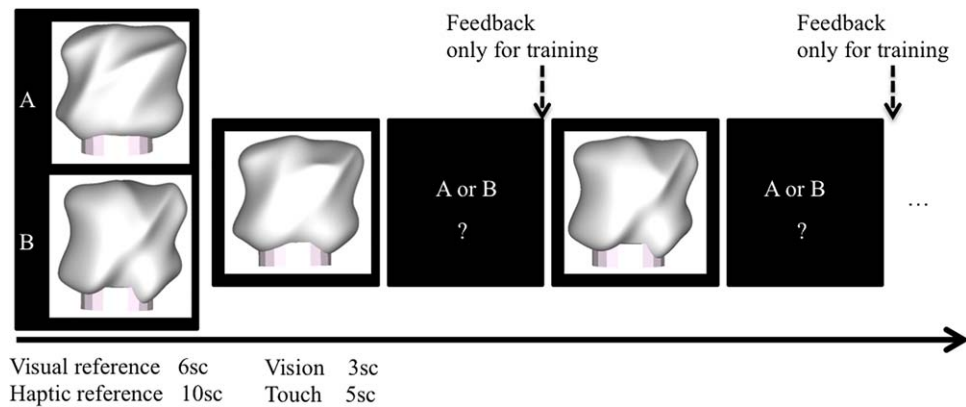 Feedback
only for training
Feedback
only for training
A
B
A or B
?
A or B
?
...
Visual reference 6sc Vision 3sc
Haptic reference 10sc Touch 5sc